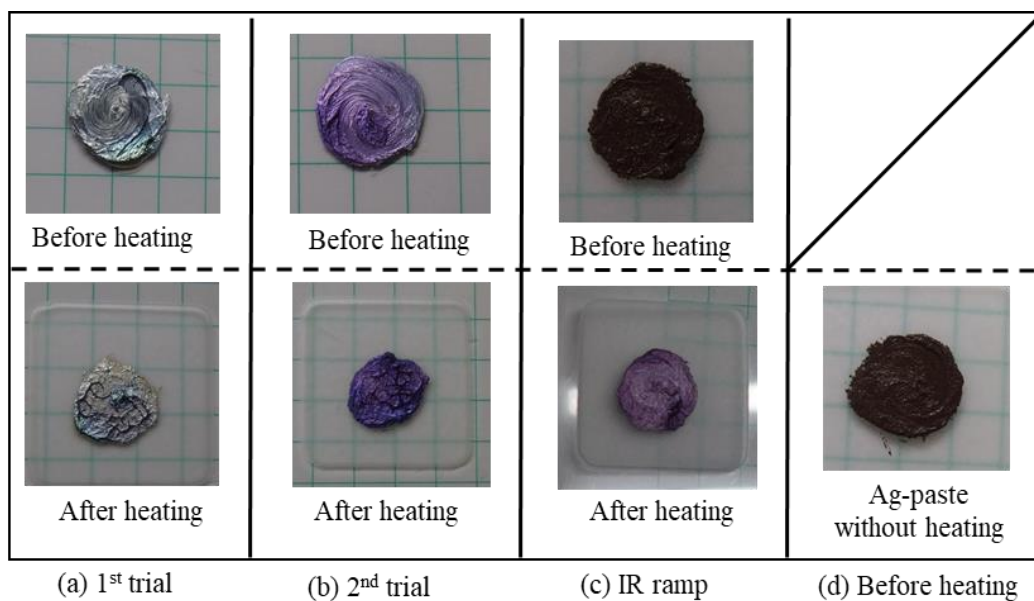 Before heating
Before heating
Before heating
After heating
After heating
After heating
Ag-paste
without heating
(a) 1st trial
(b) 2nd trial
(c) IR ramp
(d) Before heating